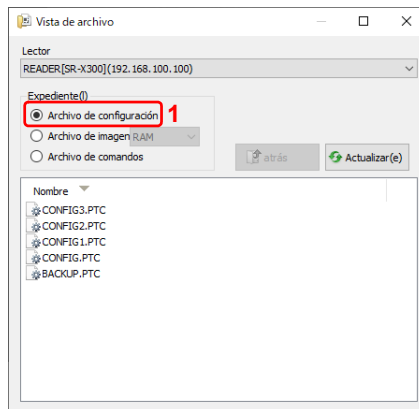 Vista de archivo
Lector
READER[SR-X300](192.168.100.100)
Expediente(I)
Archivo de configuración 1
Archivo de imagen RAM
Archivo de comandos
atrás Actualizar(e)
Nombre
CONFIG3.PTC
CONFIG2.PTC
CONFIG1.PTC
CONFIG.PTC
BACKUP.PTC